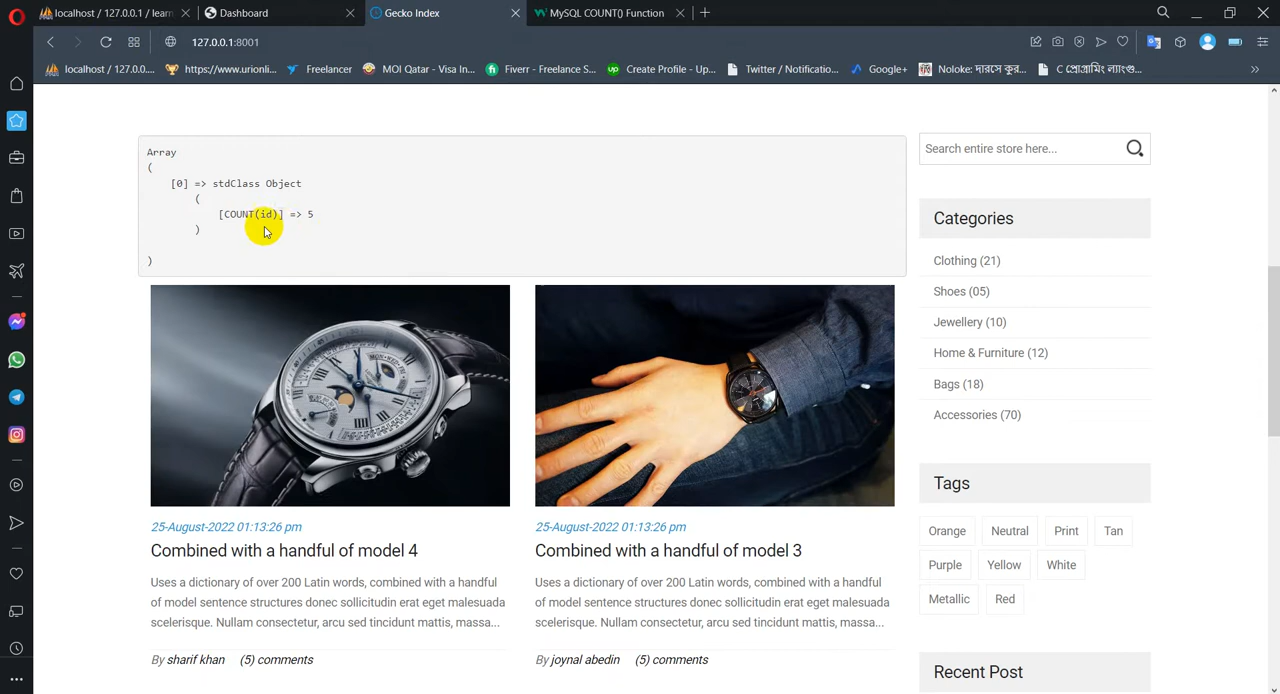 localhost / 127.0.0.1 / learn
Dashboard
Gecko Index
MySQL COUNT() Function
127.0.0.1:8001
localhost / 127.0.0....
https://www.urionli...
Freelancer
MOI Qatar - Visa In...
Fiverr - Freelance S...
Create Profile - Up...
Twitter / Notificatio...
Google+
Noloke: দারসে কুর...
C প্রোগ্রামিং ল্যাংগু...
Array
(
[0] => stdClass Object
(
[COUNT(id)] => 5
)
)
Search entire store here...
Categories
Clothing (21)
Shoes (05)
Jewellery (10)
Home & Furniture (12)
Bags (18)
Accessories (70)
25-August-2022 01:13:26 pm
Combined with a handful of model 4
Uses a dictionary of over 200 Latin words, combined with a handful
of model sentence structures donec sollicitudin erat eget malesuada
scelerisque. Nullam consectetur, arcu sed tincidunt mattis, massa...
By sharif khan (5) comments
25-August-2022 01:13:26 pm
Combined with a handful of model 3
Uses a dictionary of over 200 Latin words, combined with a handful
of model sentence structures donec sollicitudin erat eget malesuada
scelerisque. Nullam consectetur, arcu sed tincidunt mattis, massa...
By joynal abedin (5) comments
Tags
Orange Neutral Print Tan
Purple Yellow White
Metallic Red
Recent Post